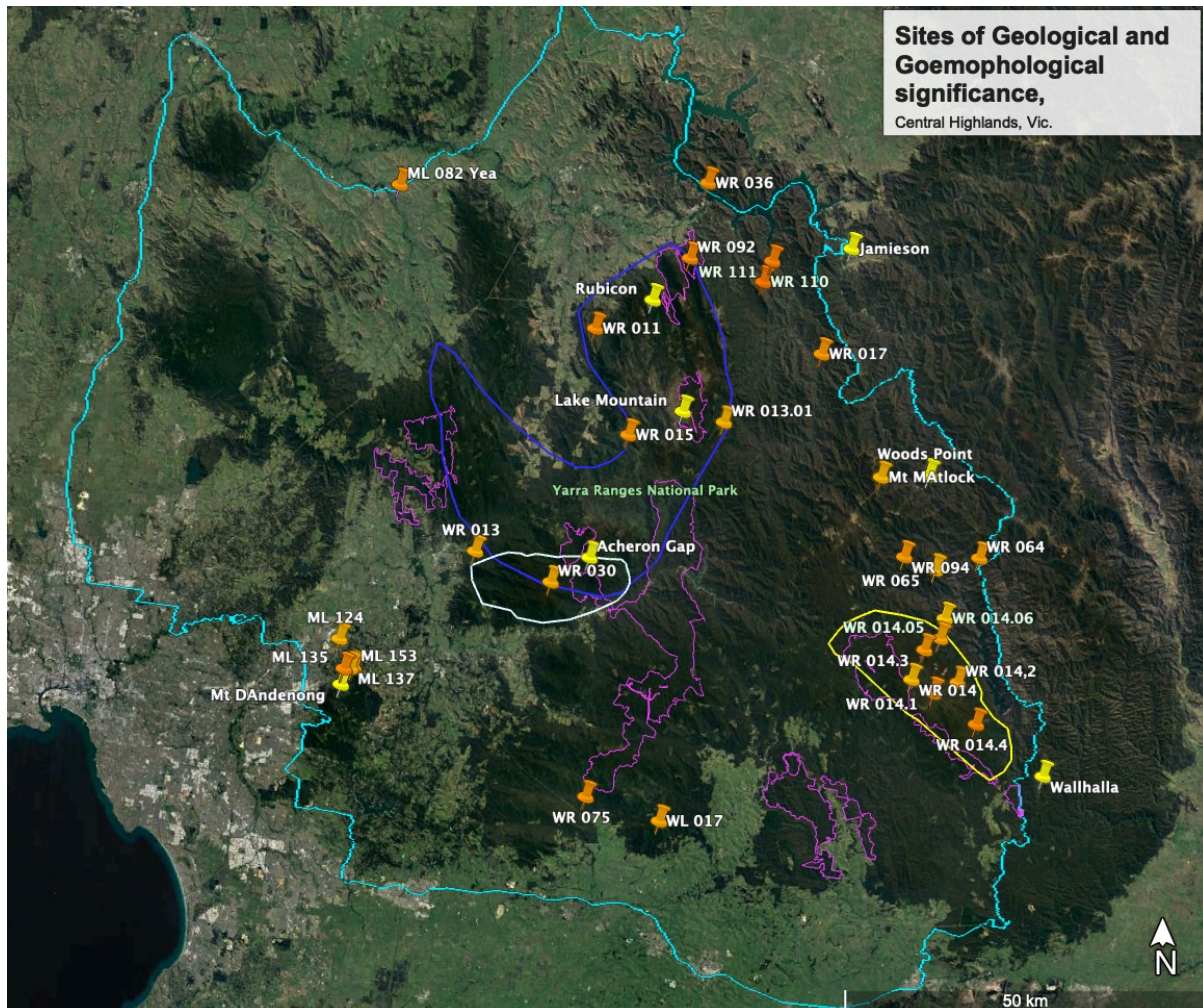 Sites of Geological and
Goemophological
significance,
Central Highlands, Vic.
ML 082 Yea
WR 036
Jamieson
WR 092
WR 111
WR 110
Rubicon
WR 011
WR 017
Lake Mountain
WR 013.01
WR 015
Woods Point
Mt MAtlock
Yarra Ranges National Park
WR 013
Acheron Gap
WR 064
WR 094
WR 065
WR 030
WR 014.06
WR 014.05
ML 124
ML 153
ML 135
WR 014.3
WR 014,2
ML 137
WR 014
Mt DAndenong
WR 014.1
WR 014.4
Wallhalla
WR 075
WL 017
N
50 km